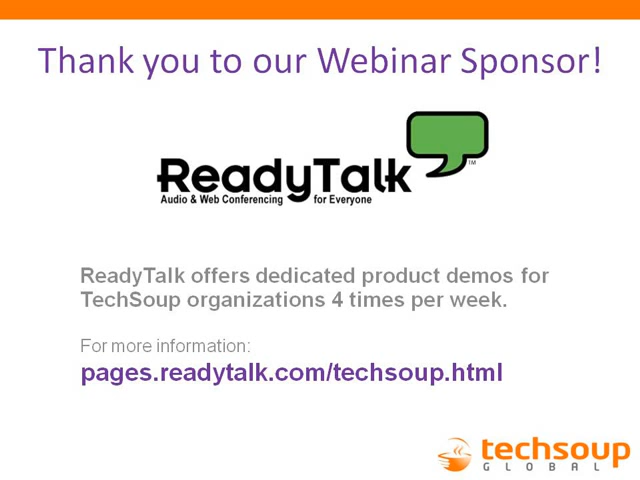 Thank you to our Webinar Sponsor!
ReadyTalk TM
Audio & Web Conferencing for Everyone
ReadyTalk offers dedicated product demos for
TechSoup organizations 4 times per week.
For more information:
pages.readytalk.com/techsoup.html
techsoup
GLOBAL